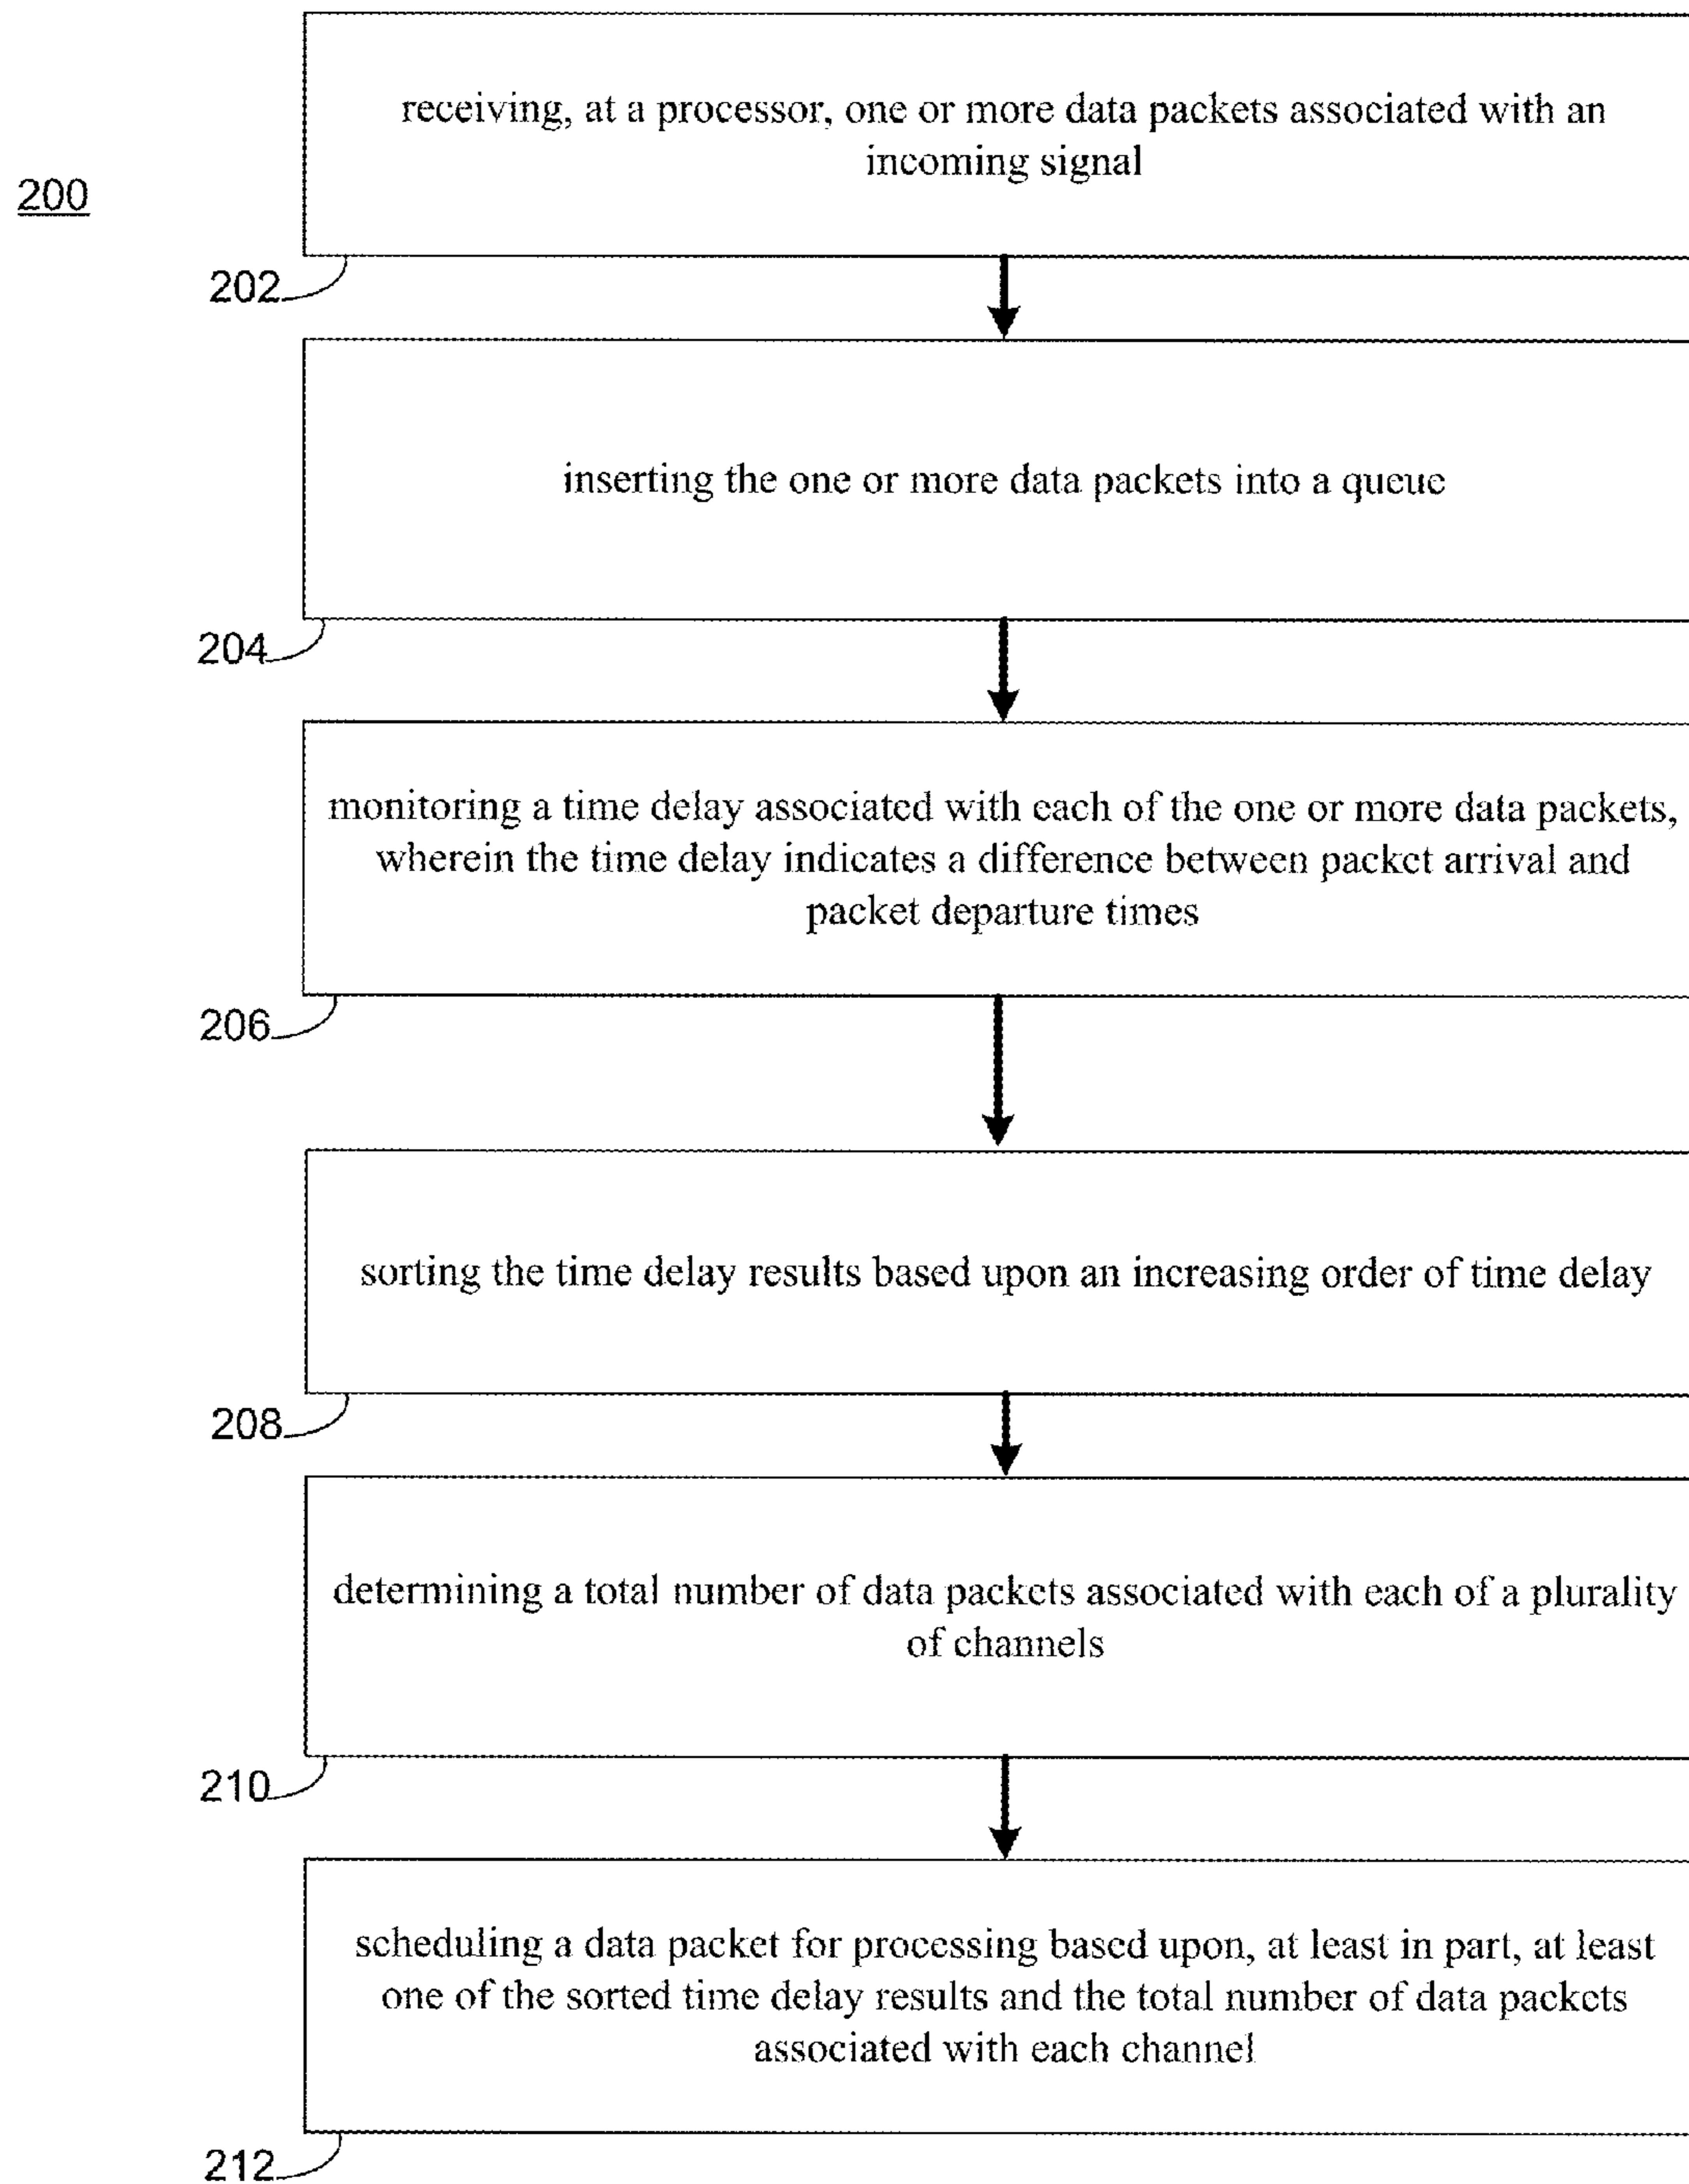 receiving, at a processor, one or more data packets associated with an
incoming signal
200
202
inserting the one or more data packets into a queue
204
monitoring a time delay associated with each of the one or more data packets,
wherein the time delay indicates a difference between packet arrival and
packet departure times
206
sorting the time delay results based upon an increasing order of time delay
208
determining a total number of data packets associated with each of a plurality
of channels
210
scheduling a data packet for processing based upon, at least in part, at least
one of the sorted time delay results and the total number of data packets
associated with each channel
212